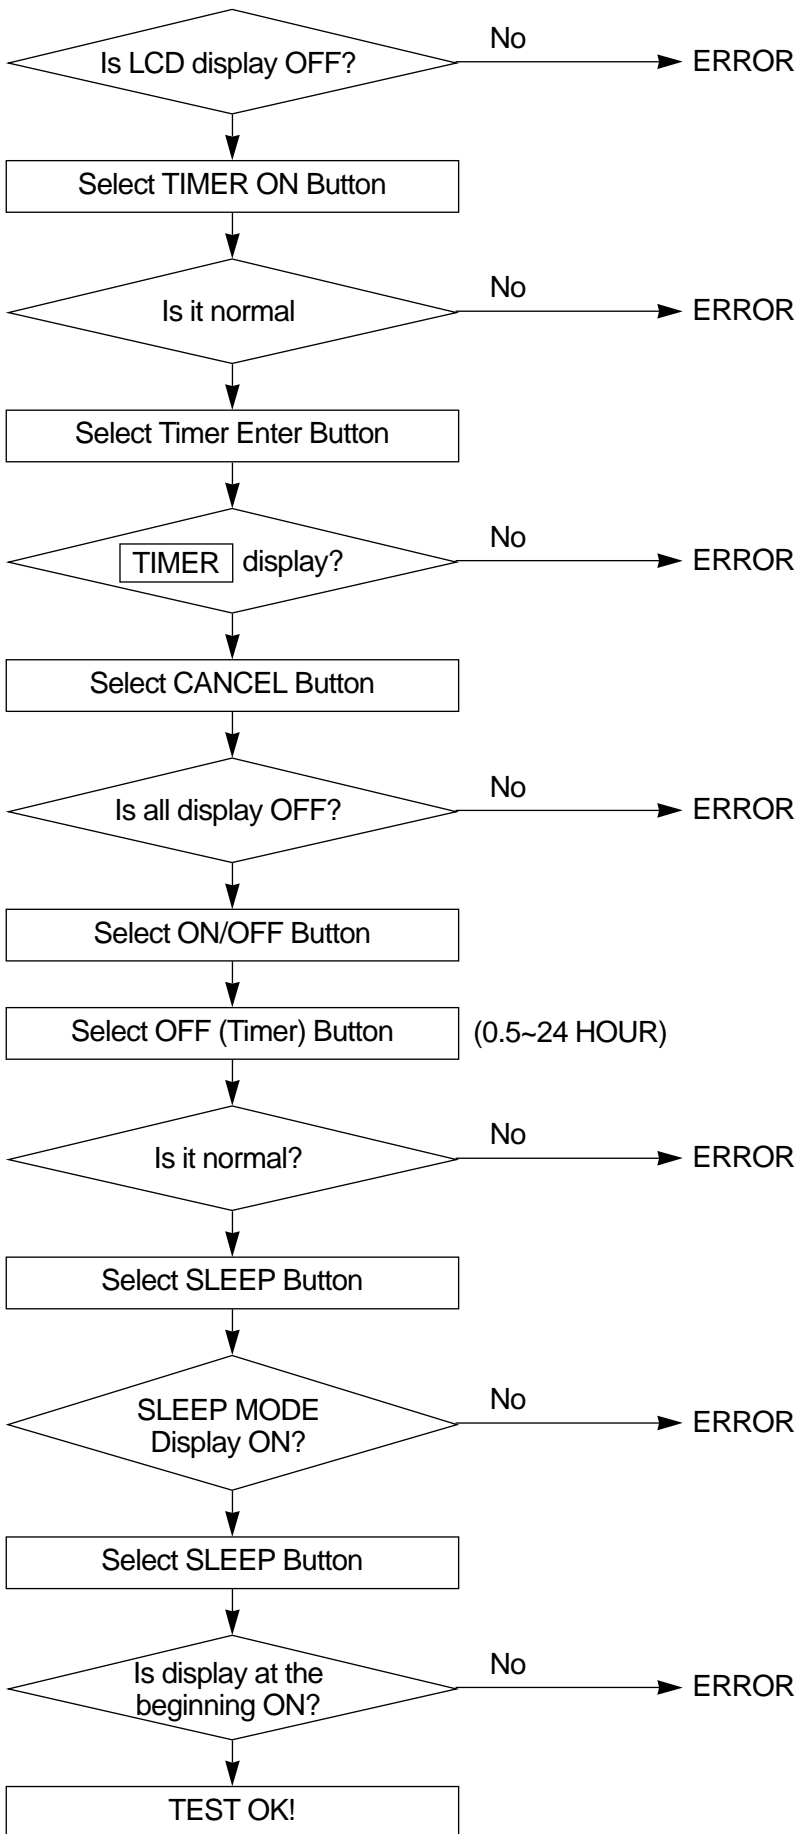 Is LCD display OFF?
No
ERROR
Select TIMER ON Button
Is it normal
No
ERROR
Select Timer Enter Button
TIMER display?
No
ERROR
Select CANCEL Button
Is all display OFF?
No
ERROR
Select ON/OFF Button
Select OFF (Timer) Button
(0.5~24 HOUR)
Is it normal?
No
ERROR
Select SLEEP Button
SLEEP MODE
Display ON?
No
ERROR
Select SLEEP Button
Is display at the
beginning ON?
No
ERROR
TEST OK!